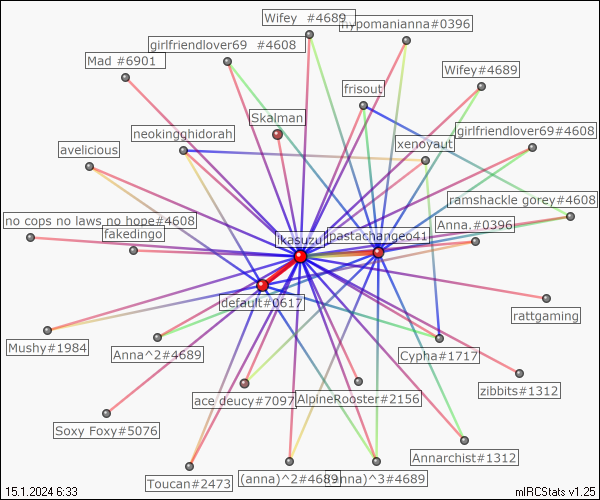 Wifey  #4689
hypomanianna#0396
girlfriendlover69  #4608
Mad #6901
Wifey#4689
frisout
Skalman
girlfriendlover69#4608
neokingghidorah
xenoyaut
avelicious
ramshackle gorey#4608
no cops no laws no hope#4608
Anna.#0396
fakedingo
ikasuzu
pastachangeo41
default#0617
rattgaming
Mushy#1984
Anna^2#4689
Cypha#1717
zibbits#1312
ace deucy#7097
AlpineRooster#2156
Soxy Foxy#5076
Annarchist#1312
Toucan#2473
(anna)^2#4689
(anna)^3#4689
15.1.2024 6:33
mIRCStats v1.25